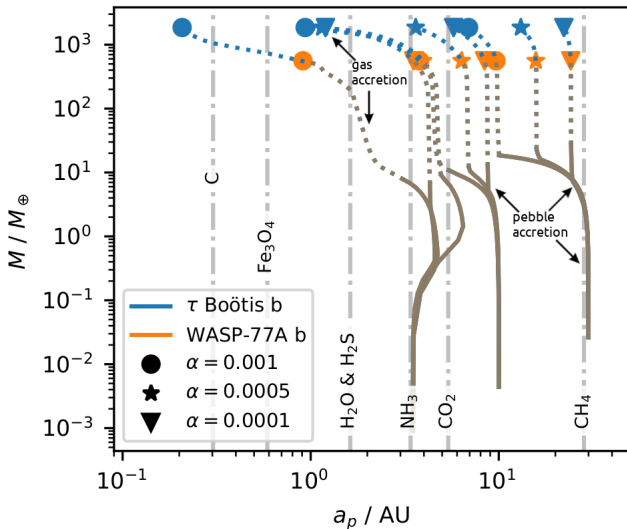 10³
10²
10¹
10⁰
10⁻¹
10⁻²
10⁻³
M / M⊕
gas
accretion
C
Fe₃O₄
H₂O & H₂S
NH₃
CO₂
CH₄
pebble
accretion
τ Boötis b
WASP-77A b
α = 0.001
α = 0.0005
α = 0.0001
10⁻¹
10⁰
10¹
aₚ / AU